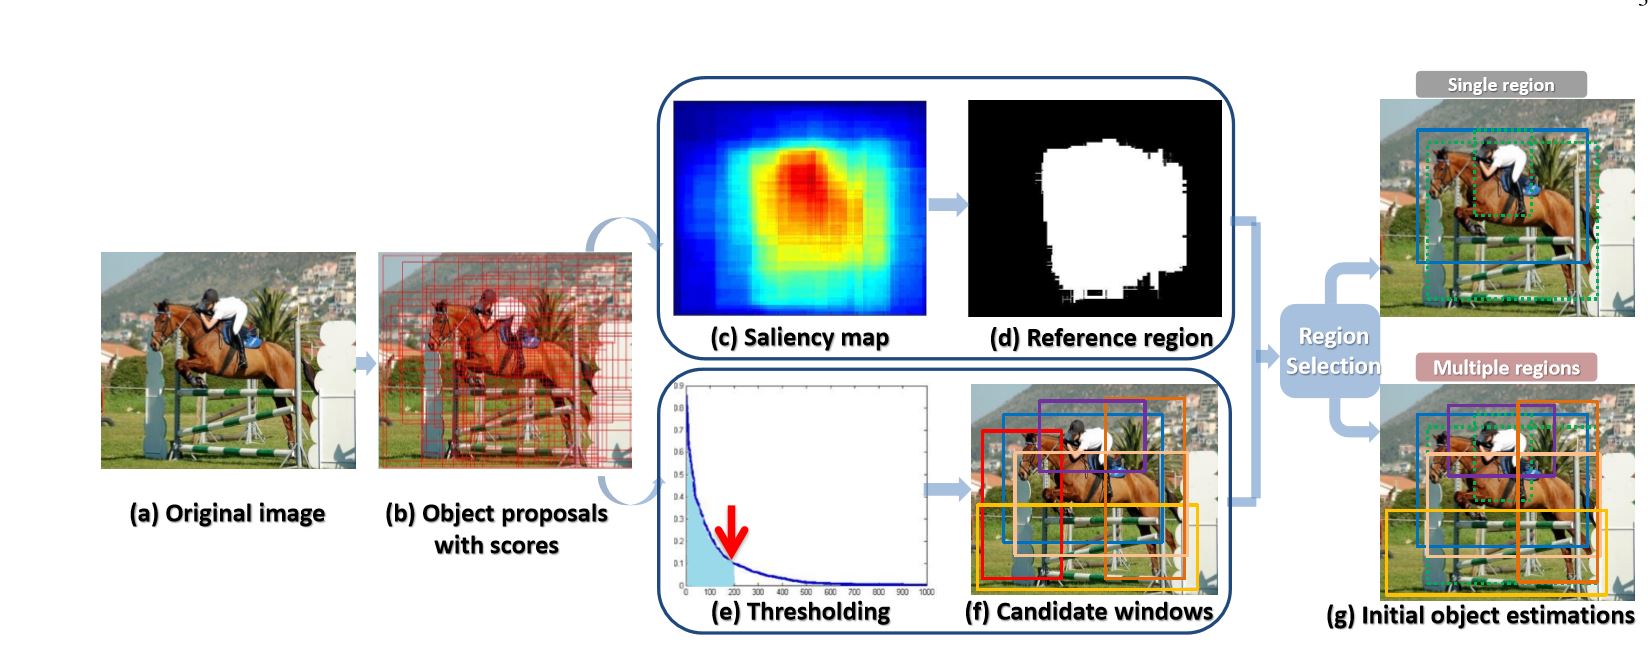 Single region
(c) Saliency map
(d) Reference region
Region
Selection
Multiple regions
(a) Original image
(b) Object proposals
with scores
0.9
0.8
0.7
0.6
0.5
0.4
0.3
0.2
0.1
0
0 100 200 300 400 500 600 700 800 900 1000
(e) Thresholding
(f) Candidate windows
(g) Initial object estimations